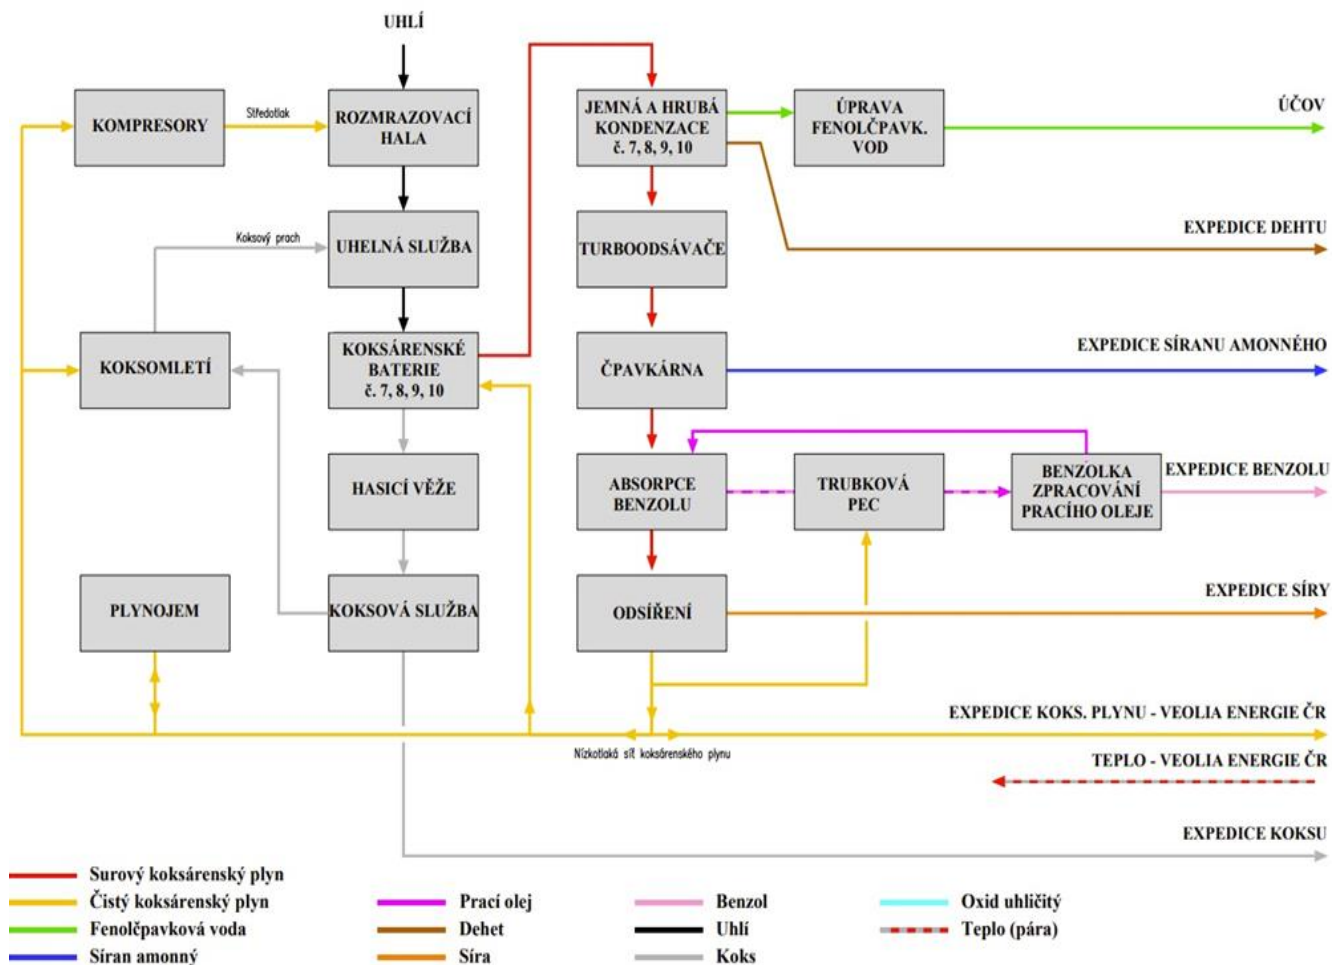 UHLÍ
KOMPRESORY
Středotlak
ROZMRAZOVACÍ
HALA
JEMNÁ A HRUBÁ
KONDENZACE
č. 7, 8, 9, 10
ÚPRAVA
FENOLČPAVK.
VOD
ÚČOV
Koksový prach
UHELNÁ SLUŽBA
TURBOODSÁVAČE
EXPEDICE DEHTU
KOKSOMLETÍ
KOKSÁRENSKÉ
BATERIE
č. 7, 8, 9, 10
ČPAVKÁRNA
EXPEDICE SÍRANU AMONNÉHO
HASICÍ VĚŽE
ABSORPCE
BENZOLU
TRUBKOVÁ
PEC
BENZOLKA
ZPRACOVÁNÍ
PRACÍHO OLEJE
EXPEDICE BENZOLU
PLYNOJEM
KOKSOVÁ SLUŽBA
ODSÍŘENÍ
EXPEDICE SÍRY
EXPEDICE KOKS. PLYNU - VEOLIA ENERGIE ČR
Nízkotlaká síť koksárenského plynu
TEPLO - VEOLIA ENERGIE ČR
EXPEDICE KOKSU
Surový koksárenský plyn
Čistý koksárenský plyn
Fenolčpavková voda
Síran amonný
Prací olej
Dehet
Síra
Benzol
Uhlí
Koks
Oxid uhličitý
Teplo (pára)